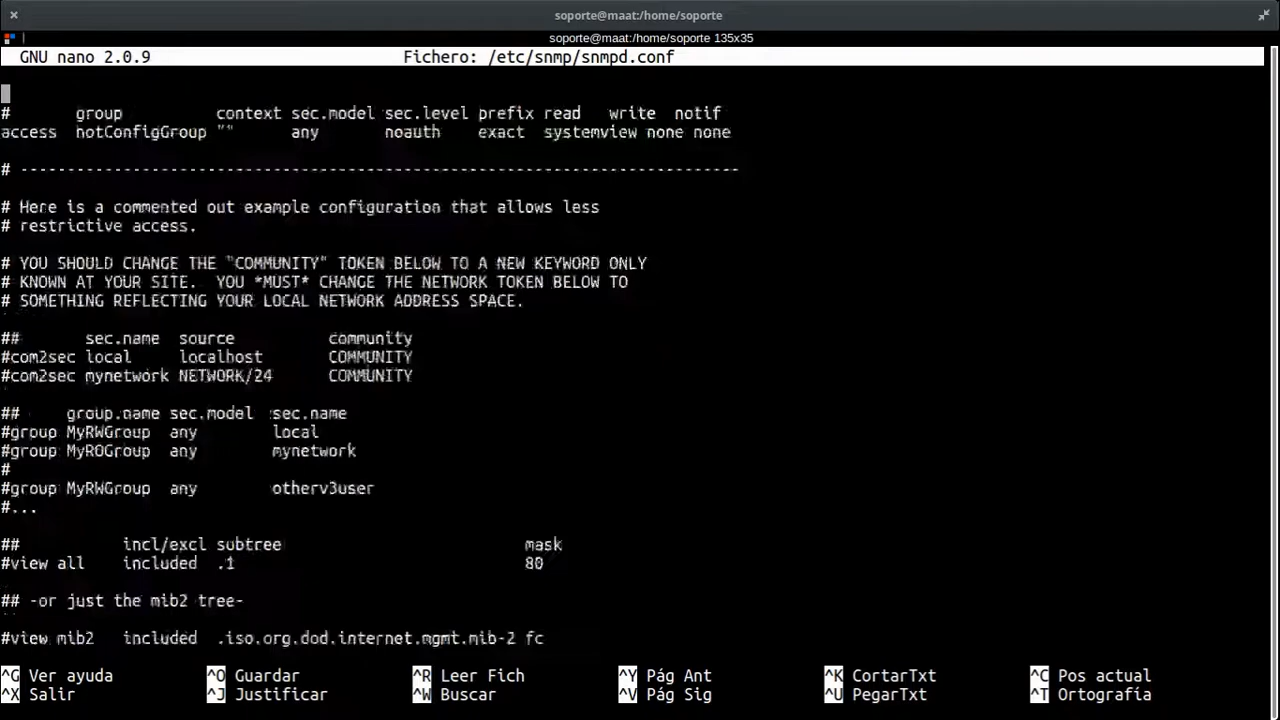 soporte@maat:/home/soporte
soporte@maat:/home/soporte 135x35
GNU nano 2.0.9 Fichero: /etc/snmp/snmpd.conf
# group context sec.model sec.level prefix read write notif
access notConfigGroup "" any noauth exact systemview none none
# -----------------------------------------------------------------------------
# Here is a commented out example configuration that allows less
# restrictive access.
# YOU SHOULD CHANGE THE "COMMUNITY" TOKEN BELOW TO A NEW KEYWORD ONLY
# KNOWN AT YOUR SITE. YOU *MUST* CHANGE THE NETWORK TOKEN BELOW TO
# SOMETHING REFLECTING YOUR LOCAL NETWORK ADDRESS SPACE.
## sec.name source community
#com2sec local localhost COMMUNITY
#com2sec mynetwork NETWORK/24 COMMUNITY
## group.name sec.model sec.name
#group MyRWGroup any local
#group MyROGroup any mynetwork
#
#group MyRWGroup any otherv3user
#...
## incl/excl subtree mask
#view all included .1 80
## -or just the mib2 tree-
#view mib2 included .iso.org.dod.internet.mgmt.mib-2 fc
^G Ver ayuda ^O Guardar ^R Leer Fich ^Y Pág Ant ^K CortarTxt ^C Pos actual
^X Salir ^J Justificar ^W Buscar ^V Pág Sig ^U PegarTxt ^T Ortografía